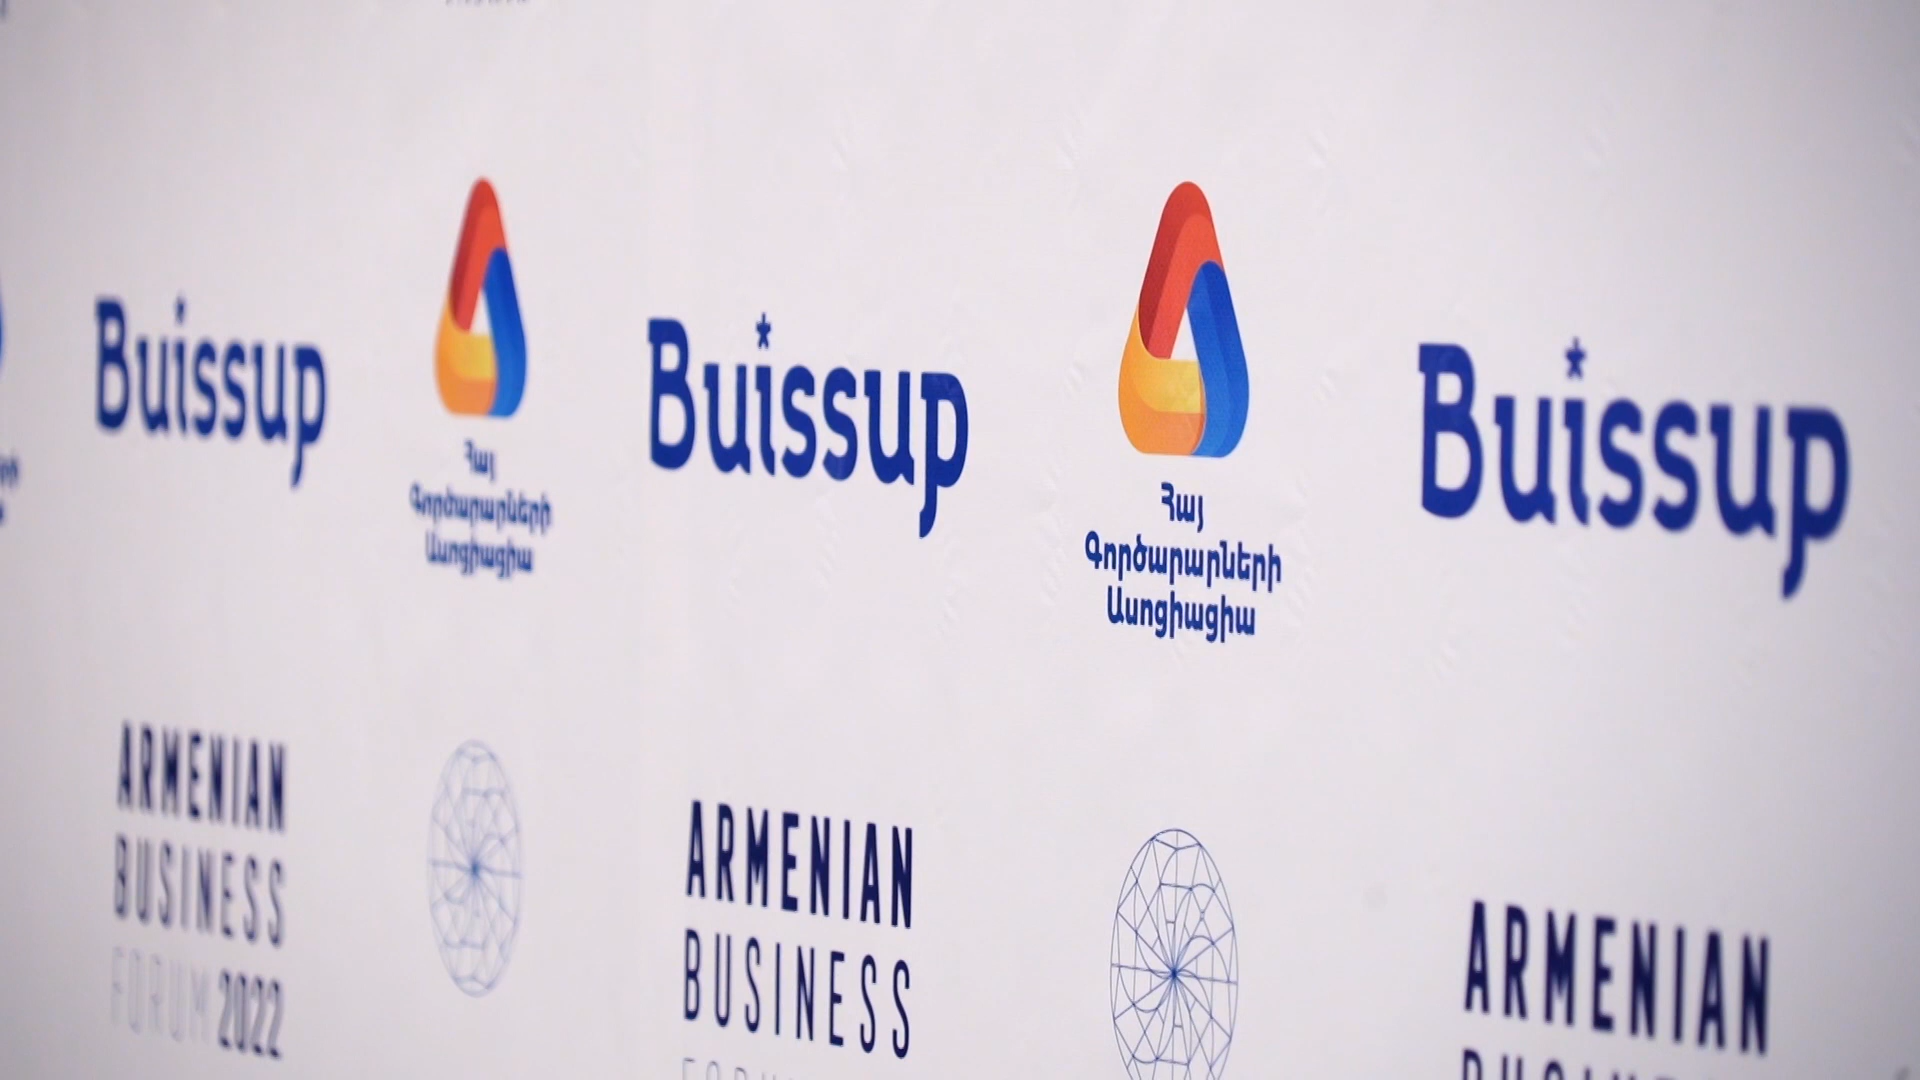 Buissup
Հայ
Գործարարների
Ասոցիացիա
Buissup
Հայ
Գործարարների
Ասոցիացիա
Buissup
ARMENIAN
BUSINESS
FORUM 2022
ARMENIAN
BUSINESS
ARMENIAN